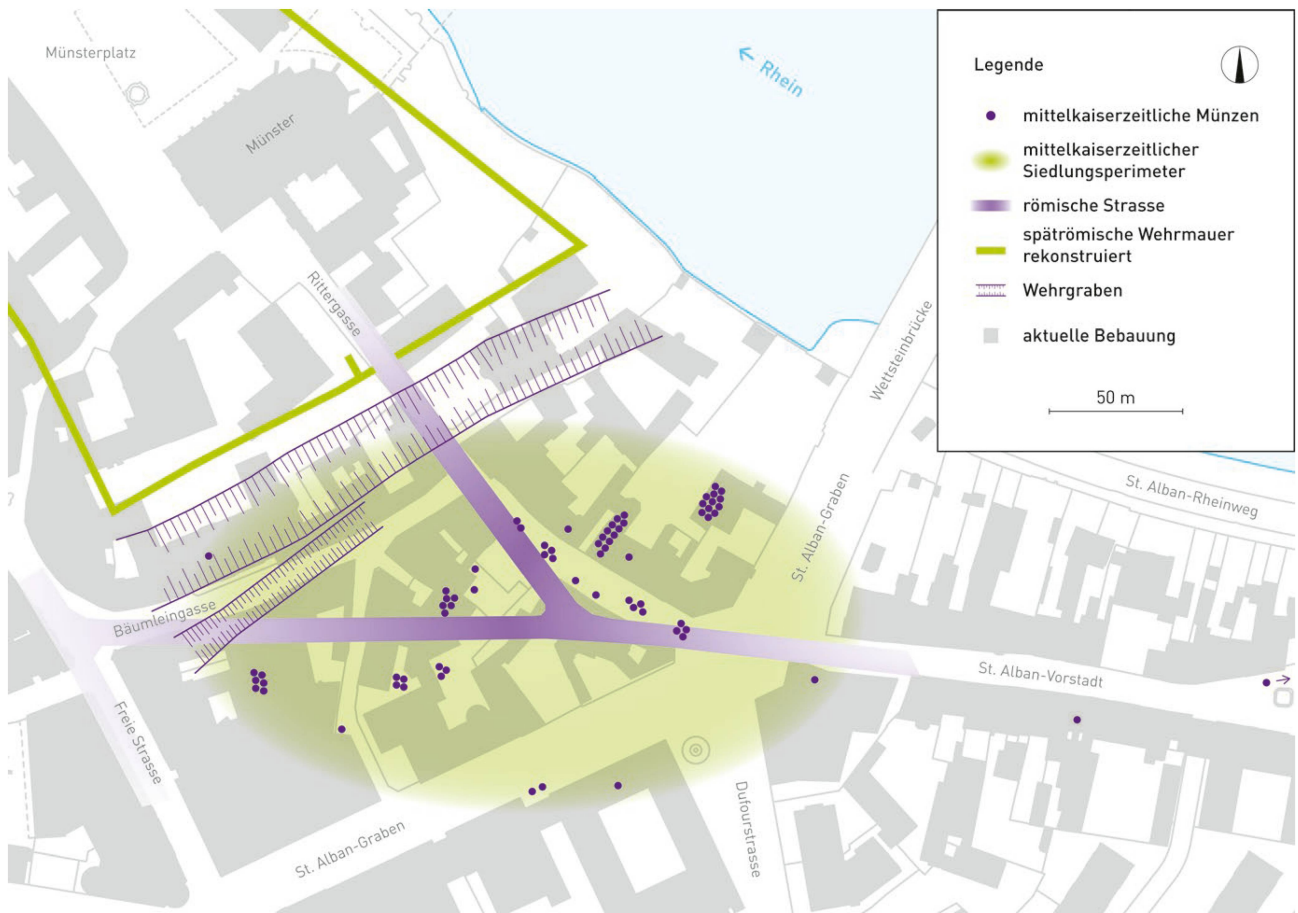 Münsterplatz
Münster
← Rhein
Rittergasse
Wettsteinbrücke
St. Alban-Graben
St. Alban-Rheinweg
Bäumleingasse
Freie Strasse
St. Alban-Vorstadt
St. Alban-Graben
Dufourstrasse
Legende
mittelkaiserzeitliche Münzen
mittelkaiserzeitlicher
Siedlungsperimeter
römische Strasse
spätrömische Wehrmauer
rekonstruiert
Wehrgraben
aktuelle Bebauung
50 m